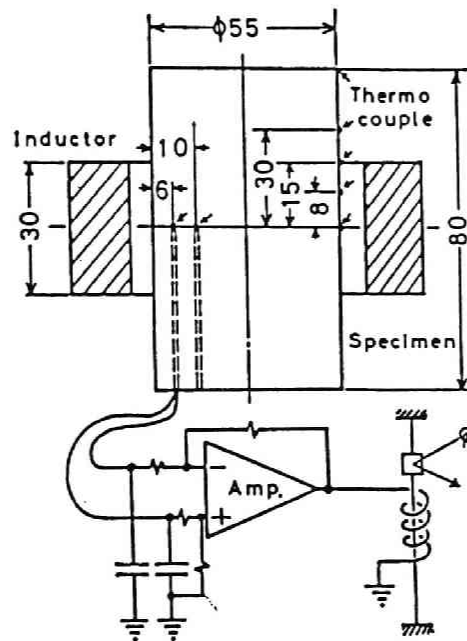 ϕ55
Thermo
couple
Inductor
10
6
30
30
15
8
80
Specimen
Amp.
−
+